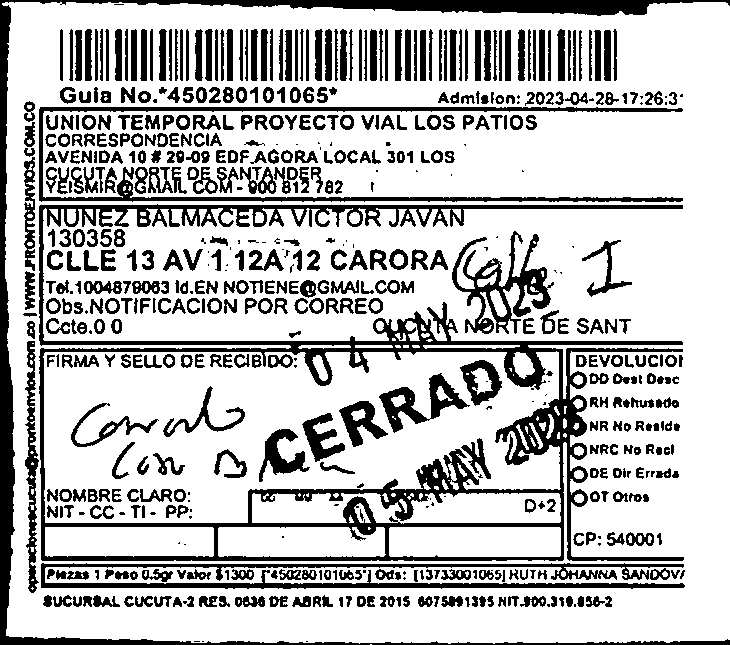 Guia No.*450280101065*
Admision: 2023-04-28-17:26:31
UNION TEMPORAL PROYECTO VIAL LOS PATIOS
CORRESPONDENCIA
AVENIDA 10 # 29-09 EDF AGORA LOCAL 301 LOS
CUCUTA NORTE DE SANTANDER
YEISMIR@GMAIL.COM - 900 812 782
NUNEZ BALMACEDA VICTOR JAVAN
130358
CLLE 13 AV 1 12A 12 CARORA
Tel.1004879063 Id.EN NOTIENE@GMAIL.COM
Obs.NOTIFICACION POR CORREO
Ccte.0 0
CUCUTA NORTE DE SANT
1
04 MAY 2023
FIRMA Y SELLO DE RECIBIDO:
CERRADO
05 MAY 2023
NOMBRE CLARO:
NIT - CC - TI - PP:
D+2
DEVOLUCION
DD Dest Desc
RH Rehusado
NR No Reside
NRC No Recl
DE Dir Errada
OT Otros
CP: 540001
Piezas 1 Peso 0.5gr Valor $1300 [*450280101065*] Ods: [13733001065] RUTH JOHANNA SANDOVA
SUCURSAL CUCUTA-2 RES. 0636 DE ABRIL 17 DE 2015 6075891395 NIT.900.319.856-2
operacionescucuta@prontoenvios.com.co | WWW.PRONTOENVIOS.COM.CO